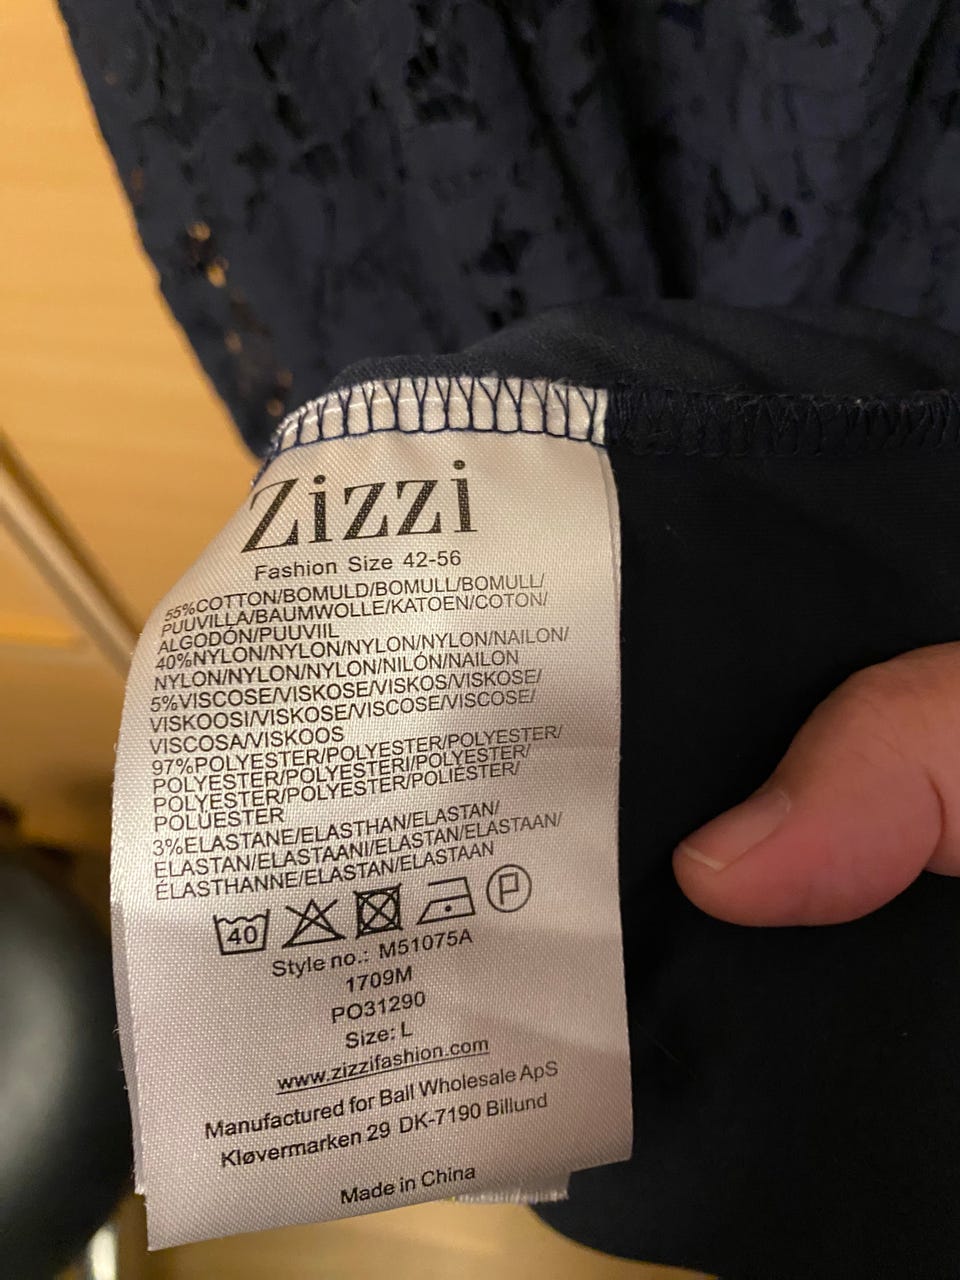 Zizzi
Fashion Size 42-56
55%COTTON/BOMULD/BOMULL/BOMULL/
PUUVILLA/BAUMWOLLE/KATOEN/COTON/
ALGODÓN/PUUVIIL
40%NYLON/NYLON/NYLON/NYLON/NAILON/
NYLON/NYLON/NYLON/NILÓN/NAILON
5%VISCOSE/VISKOSE/VISKOS/VISKOSE/
VISKOOSI/VISKOSE/VISCOSE/VISCOSE/
VISCOSA/VISKOOS
97%POLYESTER/POLYESTER/POLYESTER/
POLYESTER/POLYESTERI/POLYESTER/
POLYESTER/POLYESTER/POLIÉSTER/
POLÜESTER
3%ELASTANE/ELASTHAN/ELASTAN/
ELASTAN/ELASTAANI/ELASTAN/ELASTAAN/
ÉLASTHANNE/ELASTAN/ELASTAAN
40 P
Style no.: M51075A
1709M
PO31290
Size: L
www.zizzifashion.com
Manufactured for Ball Wholesale ApS
Kløvermarken 29 DK-7190 Billund
Made in China